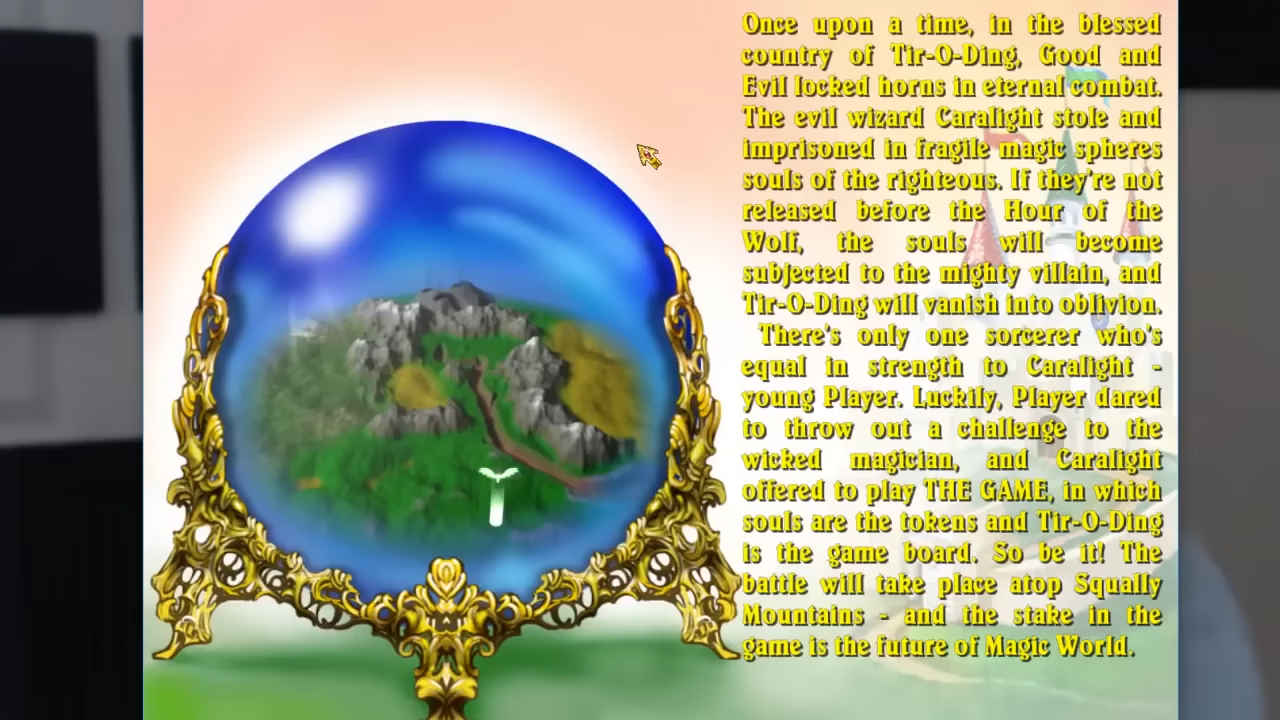 Once upon a time, in the blessed
country of Tir-O-Ding, Good and
Evil locked horns in eternal combat.
The evil wizard Caralight stole and
imprisoned in fragile magic spheres
souls of the righteous. If they're not
released before the Hour of the
Wolf, the souls will become
subjected to the mighty villain, and
Tir-O-Ding will vanish into oblivion.
There's only one sorcerer who's
equal in strength to Caralight -
young Player. Luckily, Player dared
to throw out a challenge to the
wicked magician, and Caralight
offered to play THE GAME, in which
souls are the tokens and Tir-O-Ding
is the game board. So be it! The
battle will take place atop Squally
Mountains - and the stake in the
game is the future of Magic World.